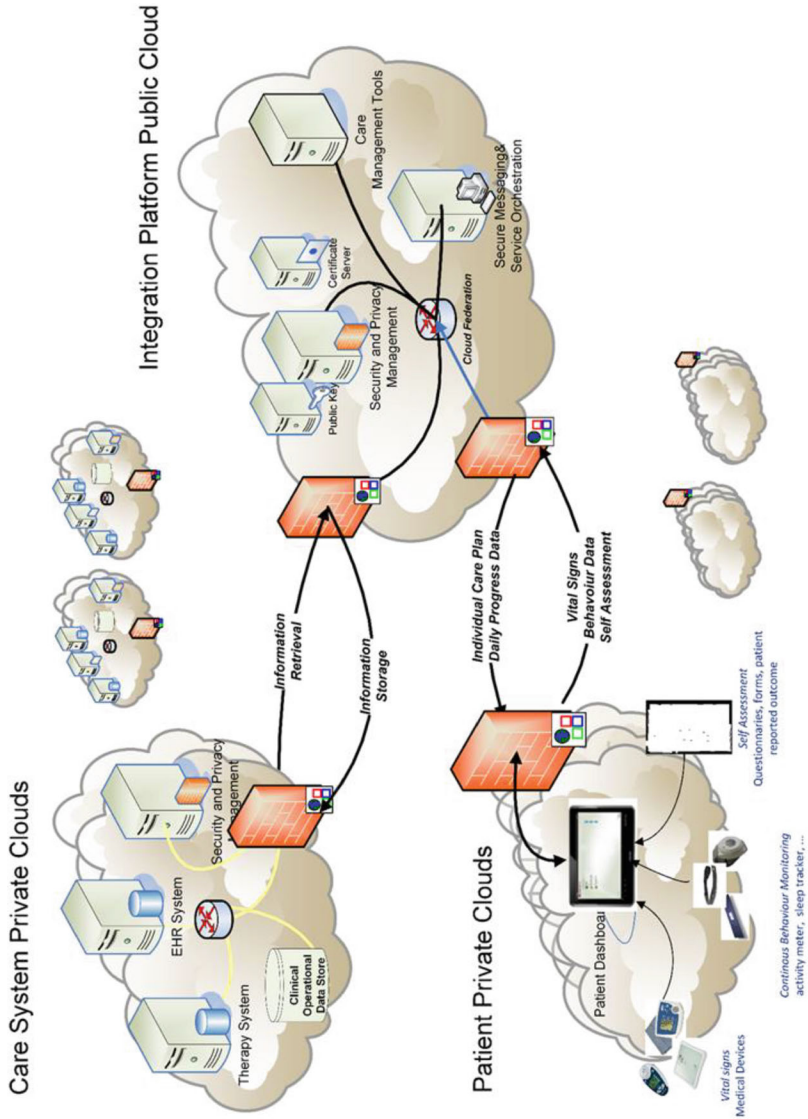 Care System Private Clouds
Therapy System
EHR System
Security and Privacy
Management
Clinical
Operational
Data Store
Information
Retrieval
Information
Storage
Integration Platform Public Cloud
Public Key
Security and Privacy
Management
Certificate
Server
Care
Management Tools
Cloud Federation
Secure Messaging&
Service Orchestration
Patient Private Clouds
Patient Dashboar
Individual Care Plan
Daily Progress Data
Vital Signs
Behavoiur Data
Self Assessment
Vital signs
Medical Devices
Continous Behaviour Monitoring
activity meter, sleep tracker, ...
Self Assessment
Questionnaries, forms, patient
reported outcome